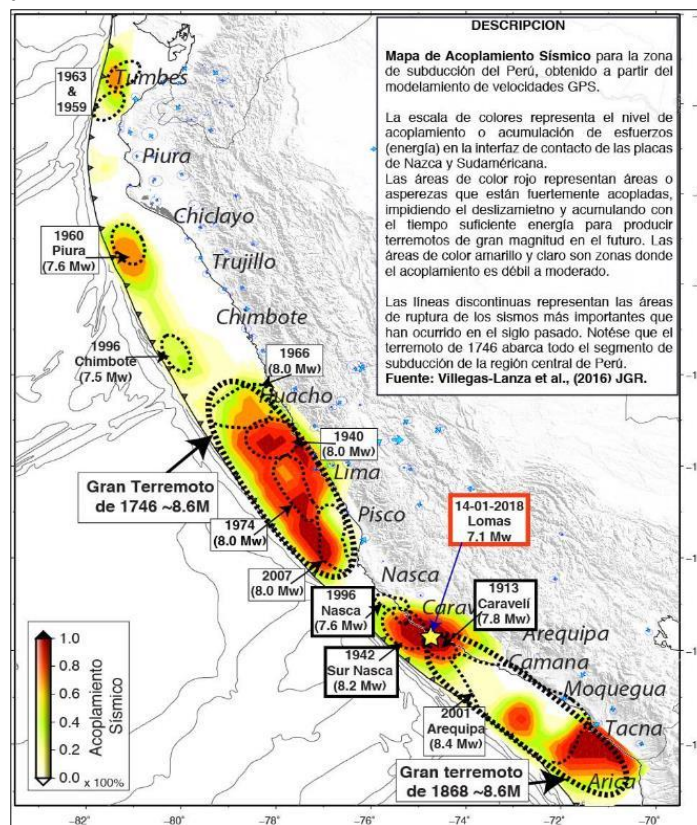 DESCRIPCION
Mapa de Acoplamiento Sísmico para la zona
de subducción del Perú, obtenido a partir del
modelamiento de velocidades GPS.
La escala de colores representa el nivel de
acoplamiento o acumulación de esfuerzos
(energía) en la interfaz de contacto de las placas
de Nazca y Sudaméricana.
Las áreas de color rojo representan áreas o
asperezas que están fuertemente acopladas,
impidiendo el deslizamietno y acumulando con
el tiempo suficiente energía para producir
terremotos de gran magnitud en el futuro. Las
áreas de color amarillo y claro son zonas donde
el acoplamiento es débil a moderado.
Las líneas discontinuas representan las áreas
de ruptura de los sismos más importantes que
han ocurrido en el siglo pasado. Notése que el
terremoto de 1746 abarca todo el segmento de
subducción de la región central de Perú.
Fuente: Villegas-Lanza et al., (2016) JGR.
1963
&
1959
Tumbes
Piura
Chiclayo
1960
Piura
(7.6 Mw)
Trujillo
Chimbote
1996
Chimbote
(7.5 Mw)
1966
(8.0 Mw)
Huacho
1940
(8.0 Mw)
Lima
Gran Terremoto
de 1746 ~8.6M
1974
(8.0 Mw)
Pisco
14-01-2018
Lomas
7.1 Mw
2007
(8.0 Mw)
Nasca
1996
Nasca
(7.6 Mw)
Carav
1913
Caravelí
(7.8 Mw)
Arequipa
1942
Sur Nasca
(8.2 Mw)
Camana
Moquegua
2001
Arequipa
(8.4 Mw)
Tacna
Gran terremoto
de 1868 ~8.6M
Arica
1.0
0.8
0.6
0.4
0.2
0.0
x 100%
Acoplamiento
Sísmico
−82° −80° −78° −76° −74° −72° −70°